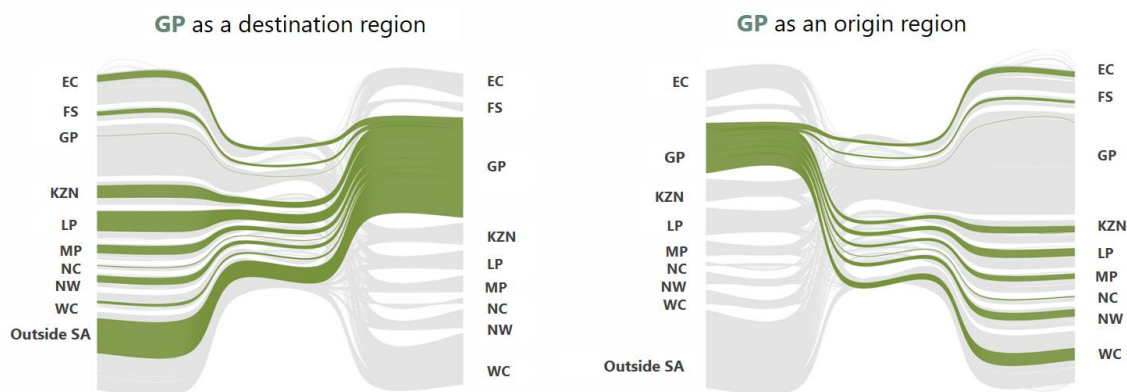 GP as a destination region
EC
FS
GP
KZN
LP
MP
NC
NW
WC
Outside SA
EC
FS
GP
KZN
LP
MP
NC
NW
WC
GP as an origin region
EC
GP
KZN
LP
MP
NC
NW
WC
Outside SA
EC
FS
GP
KZN
LP
MP
NC
NW
WC